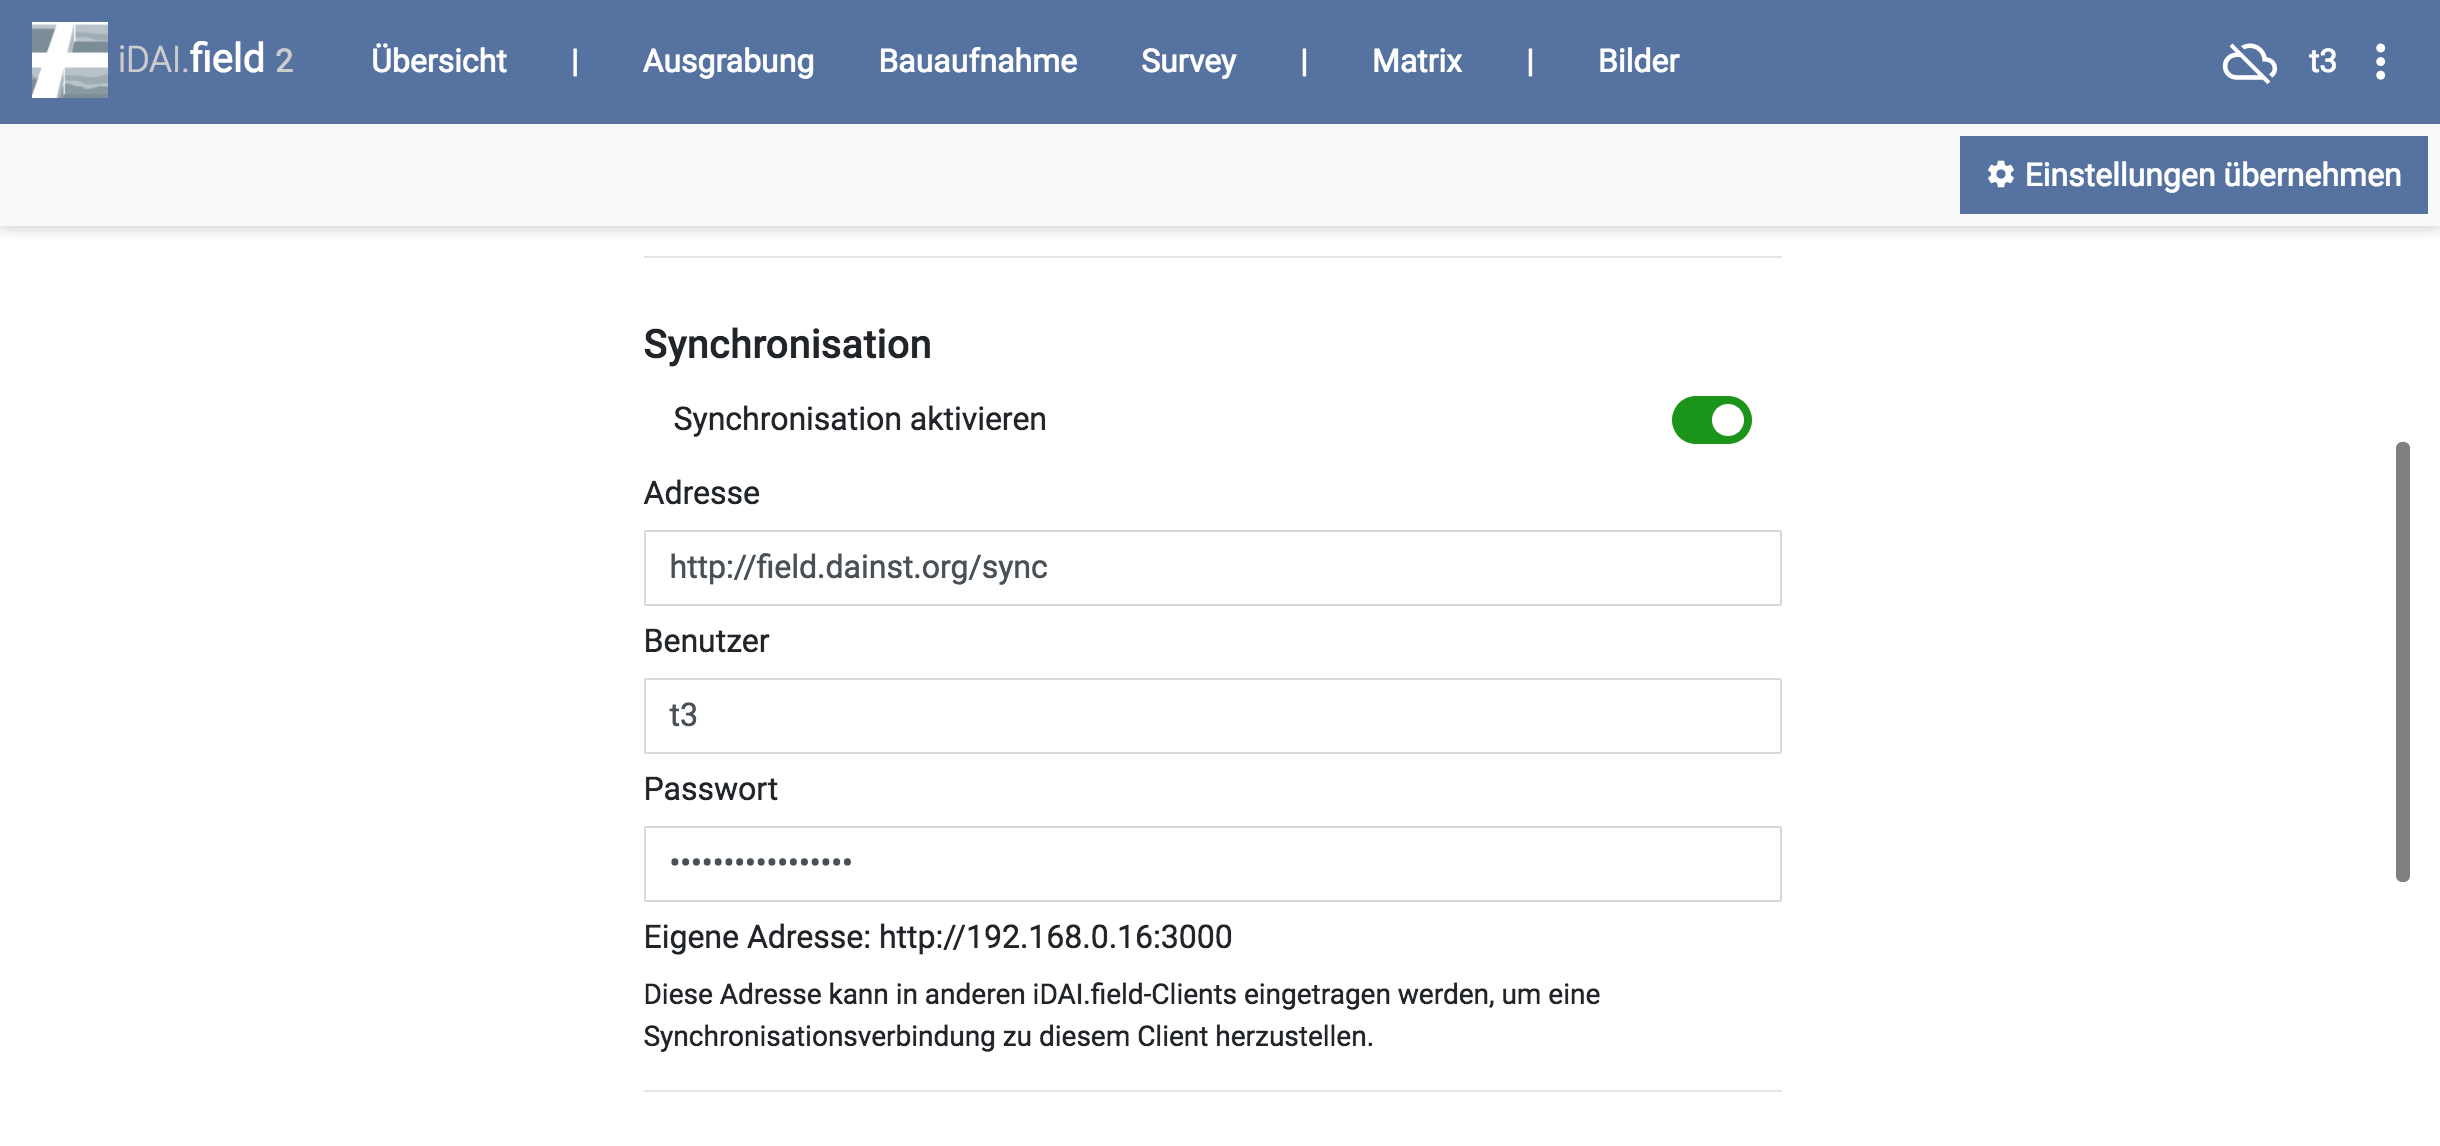 iDAI.field 2 Übersicht | Ausgrabung Bauaufnahme Survey | Matrix | Bilder t3
Einstellungen übernehmen
Synchronisation
Synchronisation aktivieren
Adresse
http://field.dainst.org/sync
Benutzer
t3
Passwort
•••••••••••••••••
Eigene Adresse: http://192.168.0.16:3000
Diese Adresse kann in anderen iDAI.field-Clients eingetragen werden, um eine
Synchronisationsverbindung zu diesem Client herzustellen.